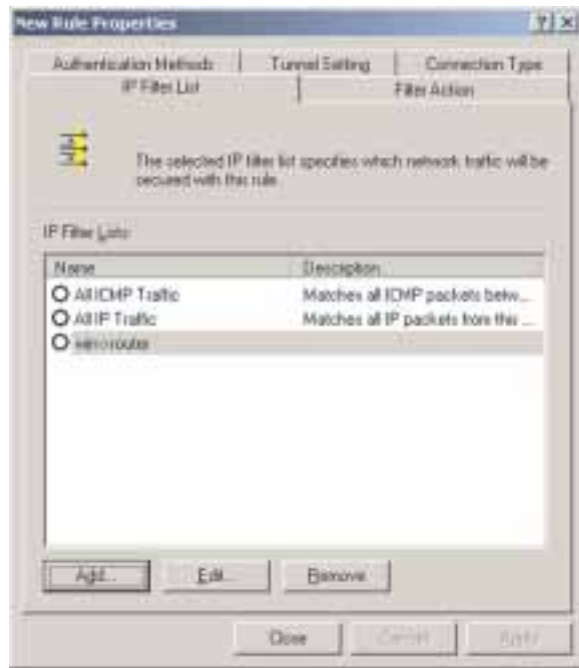 New Rule Properties
Authentication Methods
Tunnel Setting
Connection Type
IP Filter List
Filter Action
The selected IP filter list specifies which network traffic will be
secured with this rule.
IP Filter Lists:
Name
Description
All ICMP Traffic
Matches all ICMP packets betw...
All IP Traffic
Matches all IP packets from this ...
Add...
Edit...
Remove
Close
Cancel
Apply